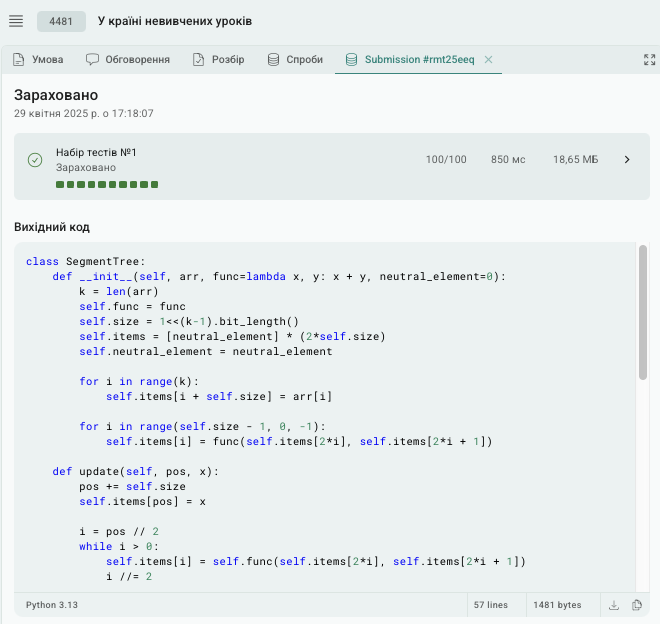 4481 У країні невивчених уроків
Умова Обговорення Розбір Спроби Submission #rmt25eeq
Зараховано
29 квітня 2025 р. о 17:18:07
Набір тестів №1
Зараховано
100/100 850 мс 18,65 МБ
Вихідний код
class SegmentTree:
    def __init__(self, arr, func=lambda x, y: x + y, neutral_element=0):
        k = len(arr)
        self.func = func
        self.size = 1<<(k-1).bit_length()
        self.items = [neutral_element] * (2*self.size)
        self.neutral_element = neutral_element

        for i in range(k):
            self.items[i + self.size] = arr[i]

        for i in range(self.size - 1, 0, -1):
            self.items[i] = func(self.items[2*i], self.items[2*i + 1])

    def update(self, pos, x):
        pos += self.size
        self.items[pos] = x

        i = pos // 2
        while i > 0:
            self.items[i] = self.func(self.items[2*i], self.items[2*i + 1])
            i //= 2
Python 3.13 57 lines 1481 bytes